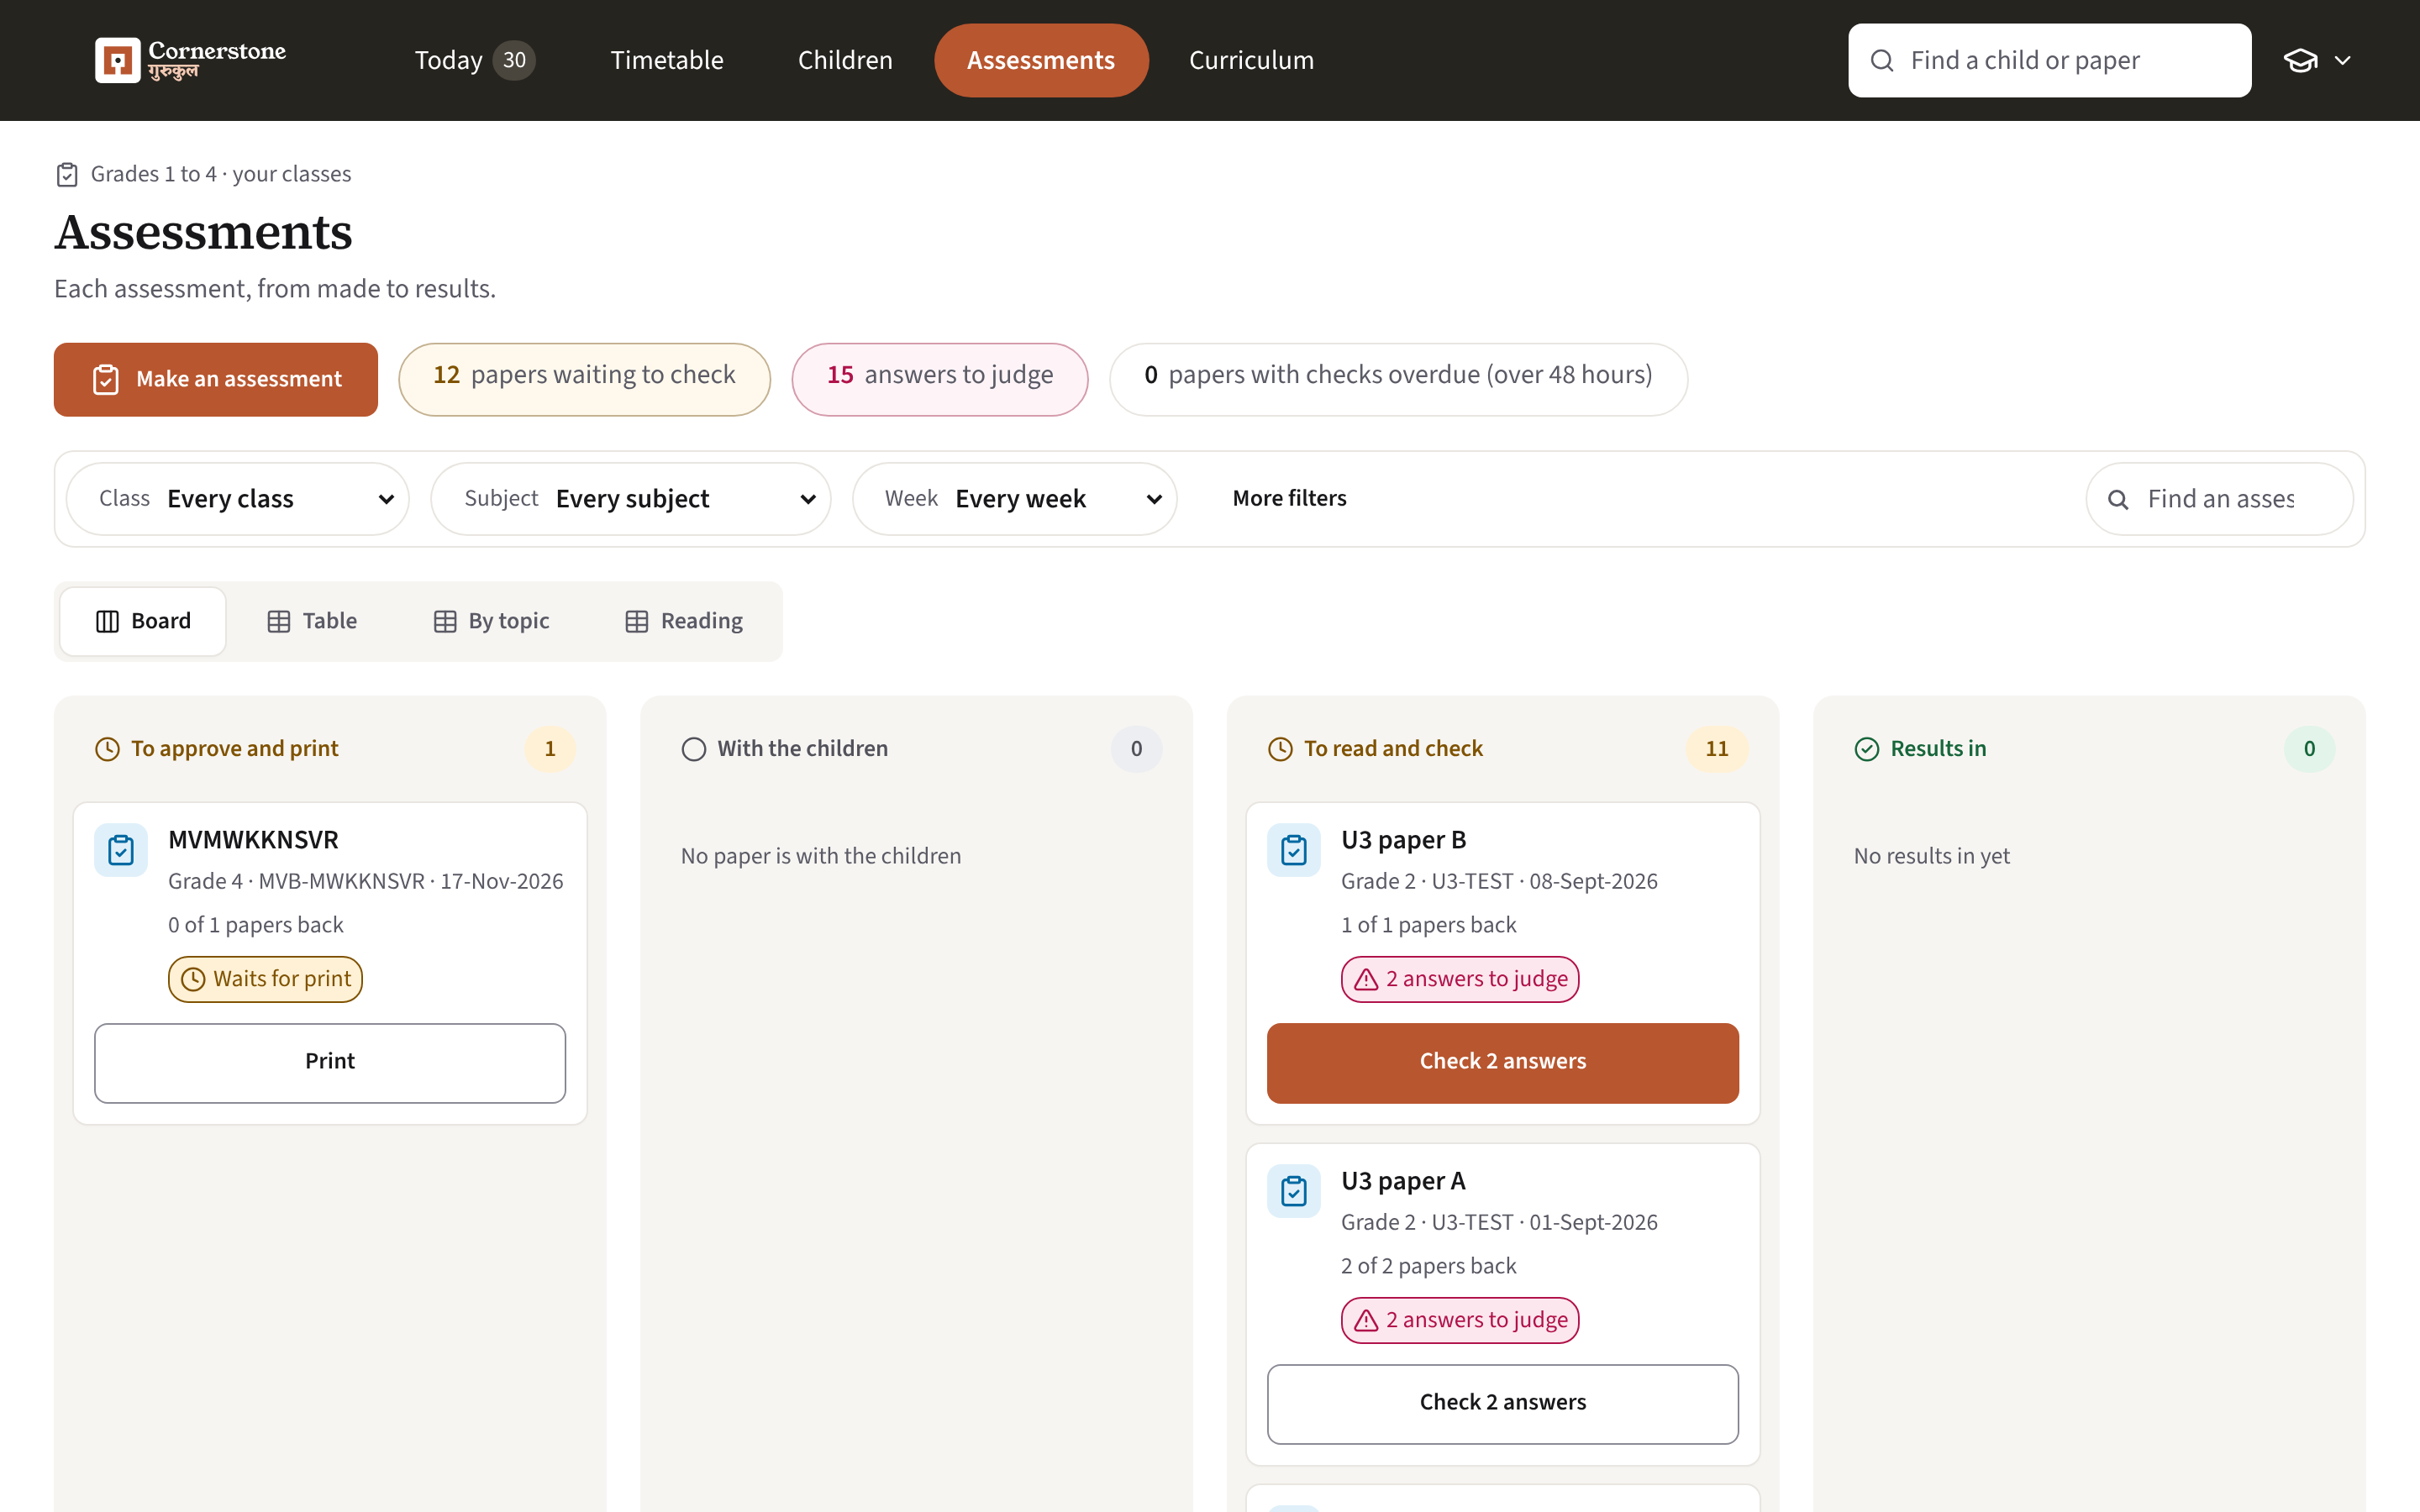 Cornerstone
गुरुकुल
Today 30
Timetable
Children
Assessments
Curriculum
Find a child or paper
Grades 1 to 4 · your classes
Assessments
Each assessment, from made to results.
Make an assessment
12 papers waiting to check
15 answers to judge
0 papers with checks overdue (over 48 hours)
Class Every class
Subject Every subject
Week Every week
More filters
Find an asses
Board
Table
By topic
Reading
To approve and print 1
MVMWKKNSVR
Grade 4 · MVB-MWKKNSVR · 17-Nov-2026
0 of 1 papers back
Waits for print
Print
With the children 0
No paper is with the children
To read and check 11
U3 paper B
Grade 2 · U3-TEST · 08-Sept-2026
1 of 1 papers back
2 answers to judge
Check 2 answers
U3 paper A
Grade 2 · U3-TEST · 01-Sept-2026
2 of 2 papers back
2 answers to judge
Check 2 answers
Results in 0
No results in yet